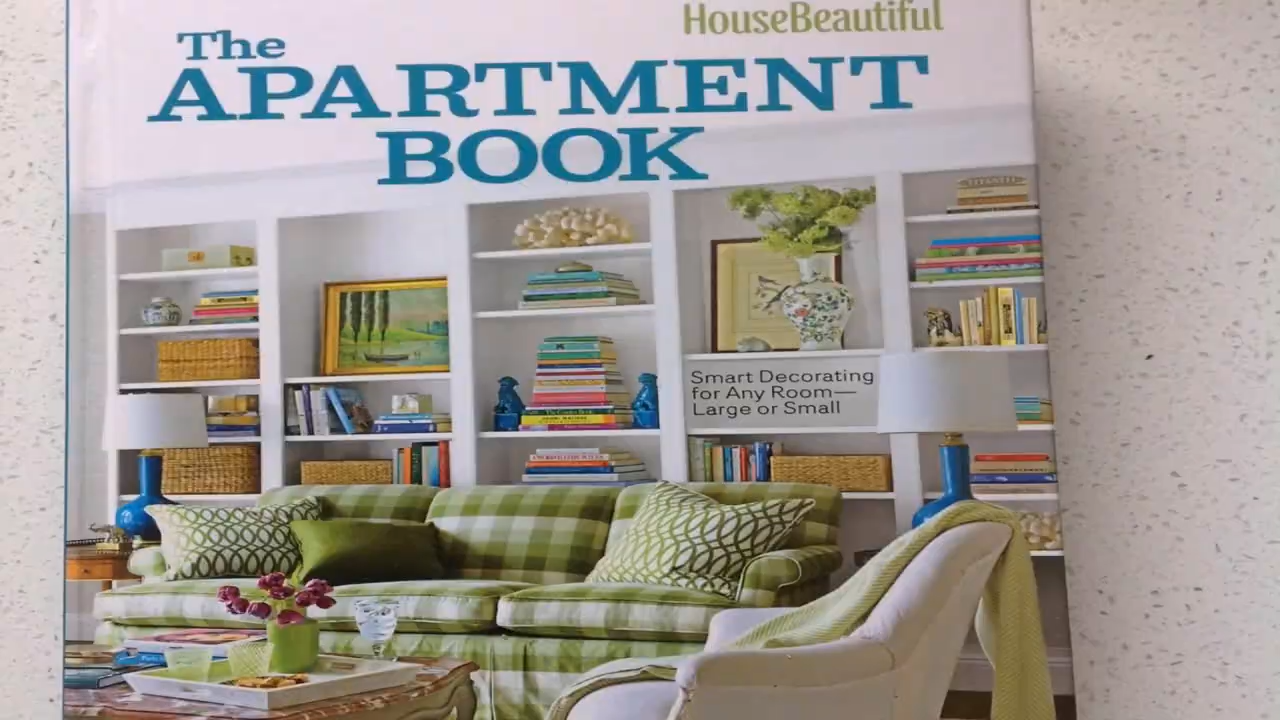 HouseBeautiful
The
APARTMENT
BOOK
Smart Decorating
for Any Room—
Large or Small